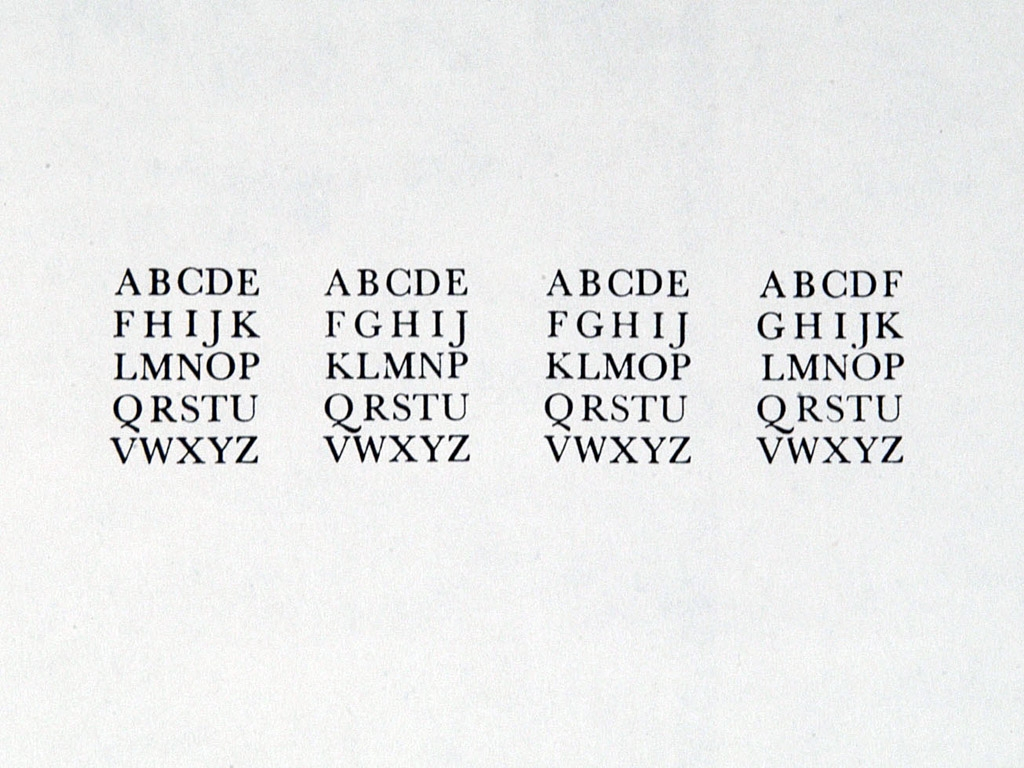 ABCDE
FHIJK
LMNOP
QRSTU
VWXYZ
ABCDE
FGHIJ
KLMNP
QRSTU
VWXYZ
ABCDE
FGHIJ
KLMOP
QRSTU
VWXYZ
ABCDF
GHIJK
LMNOP
QRSTU
VWXYZ